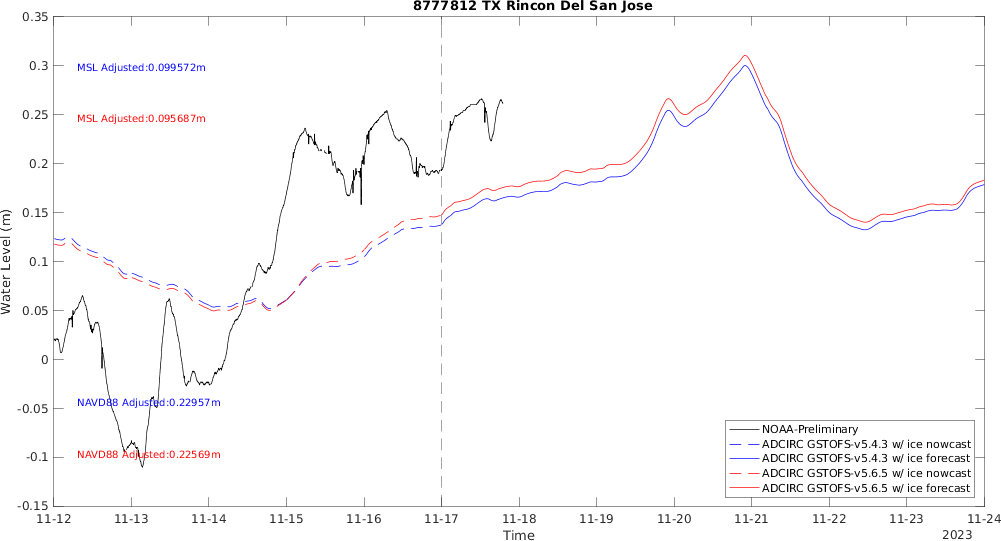 8777812 TX Rincon Del San Jose
0.35
0.3
0.25
0.2
0.15
0.1
0.05
0
-0.05
-0.1
-0.15
Water Level (m)
MSL Adjusted:0.099572m
MSL Adjusted:0.095687m
NAVD88 Adjusted:0.22957m
NAVD88 Adjusted:0.22569m
NOAA-Preliminary
ADCIRC GSTOFS-v5.4.3 w/ ice nowcast
ADCIRC GSTOFS-v5.4.3 w/ ice forecast
ADCIRC GSTOFS-v5.6.5 w/ ice nowcast
ADCIRC GSTOFS-v5.6.5 w/ ice forecast
11-12 11-13 11-14 11-15 11-16 11-17 11-18 11-19 11-20 11-21 11-22 11-23 11-24
Time
2023